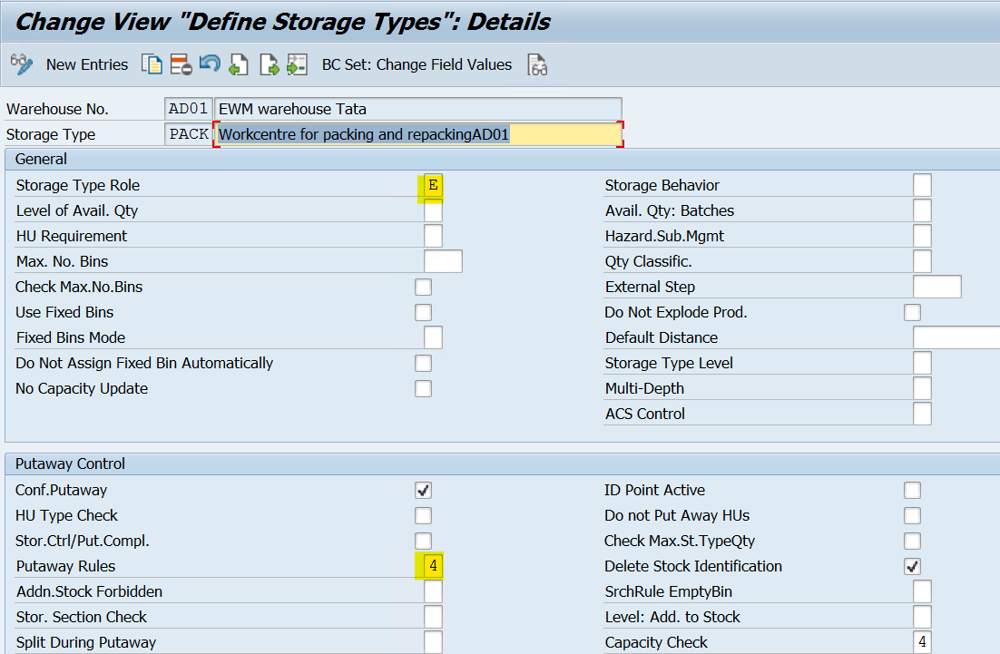 Change View "Define Storage Types": Details
New Entries BC Set: Change Field Values
Warehouse No. AD01 EWM warehouse Tata
Storage Type PACK Workcentre for packing and repackingAD01
General
Storage Type Role E Storage Behavior
Level of Avail. Qty Avail. Qty: Batches
HU Requirement Hazard.Sub.Mgmt
Max. No. Bins Qty Classific.
Check Max.No.Bins External Step
Use Fixed Bins Do Not Explode Prod.
Fixed Bins Mode Default Distance
Do Not Assign Fixed Bin Automatically Storage Type Level
No Capacity Update Multi-Depth
ACS Control
Putaway Control
Conf.Putaway ID Point Active
HU Type Check Do not Put Away HUs
Stor.Ctrl/Put.Compl. Check Max.St.TypeQty
Putaway Rules 4 Delete Stock Identification
Addn.Stock Forbidden SrchRule EmptyBin
Stor. Section Check Level: Add. to Stock
Split During Putaway Capacity Check 4